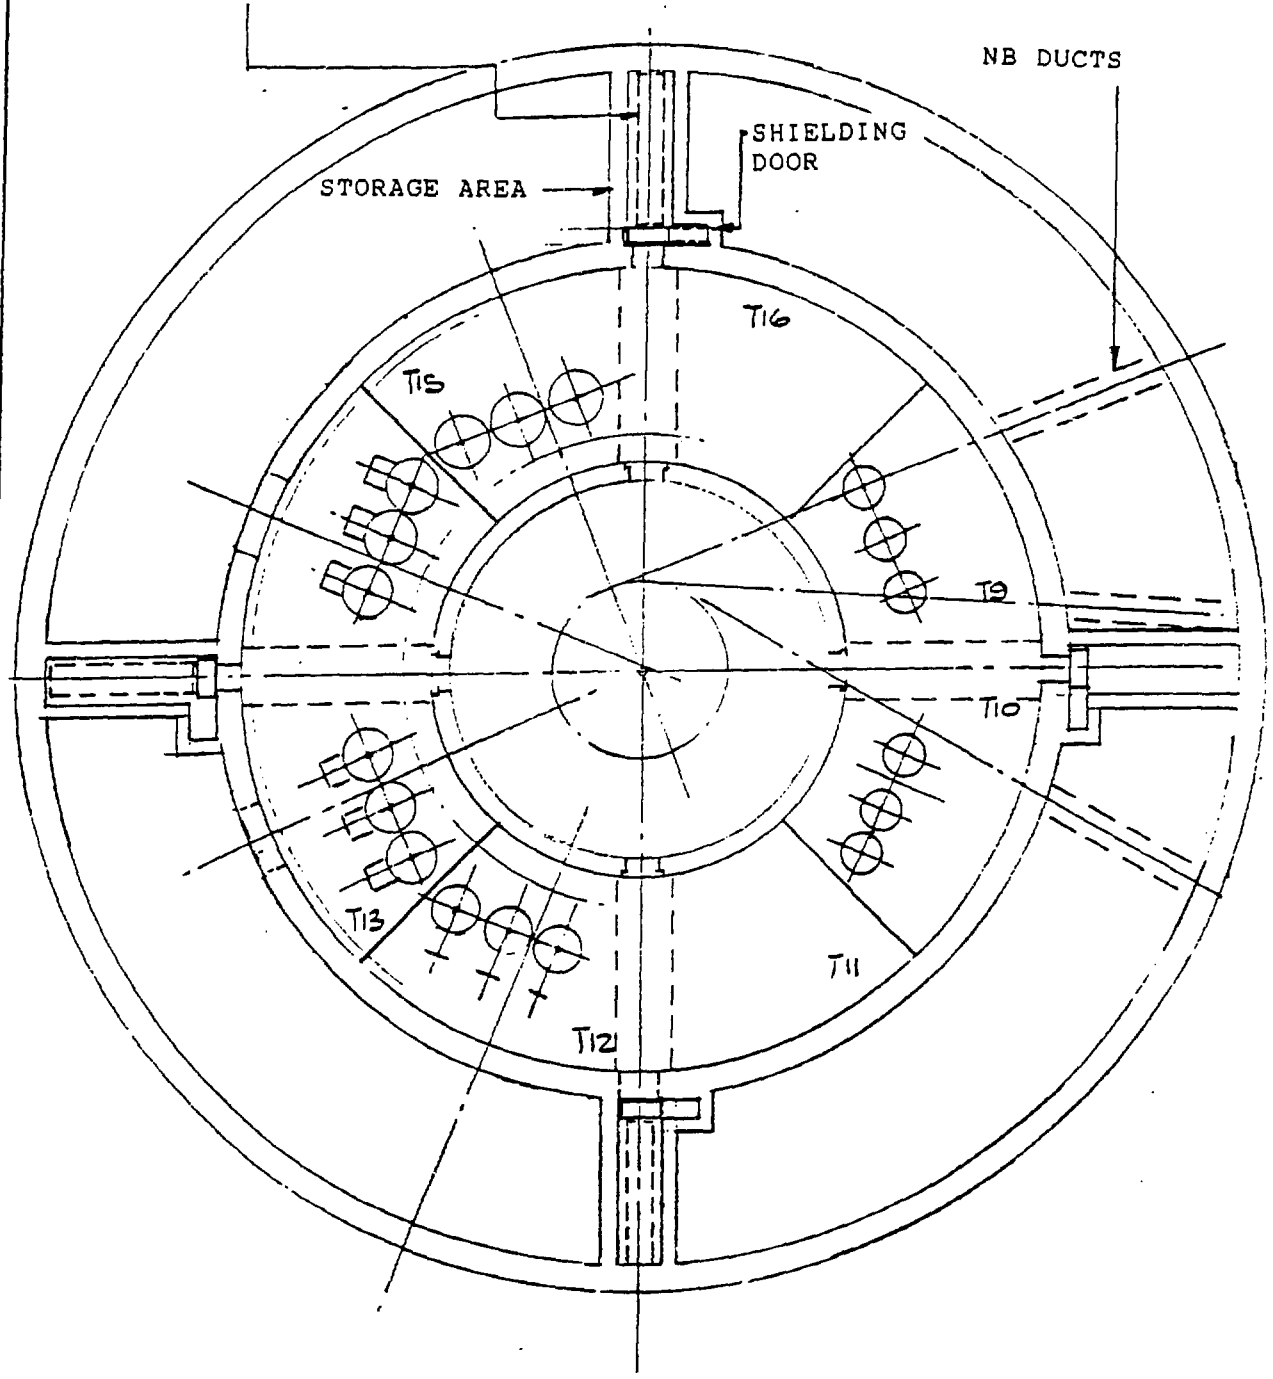 NB DUCTS
SHIELDING
DOOR
STORAGE AREA
T16
T15
T9
T10
T13
T11
T12